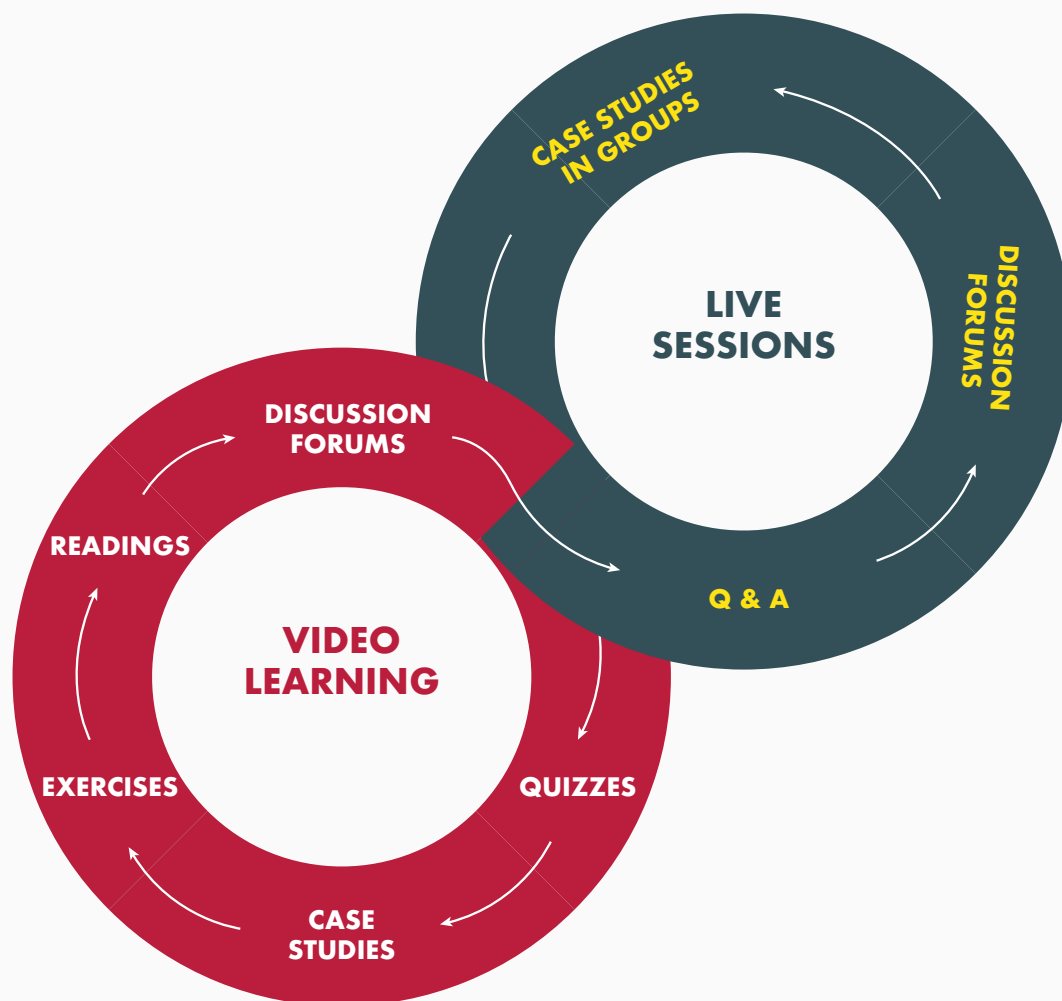 CASE STUDIES
IN GROUPS
LIVE
SESSIONS
DISCUSSION
FORUMS
Q & A
DISCUSSION
FORUMS
READINGS
VIDEO
LEARNING
EXERCISES
QUIZZES
CASE
STUDIES